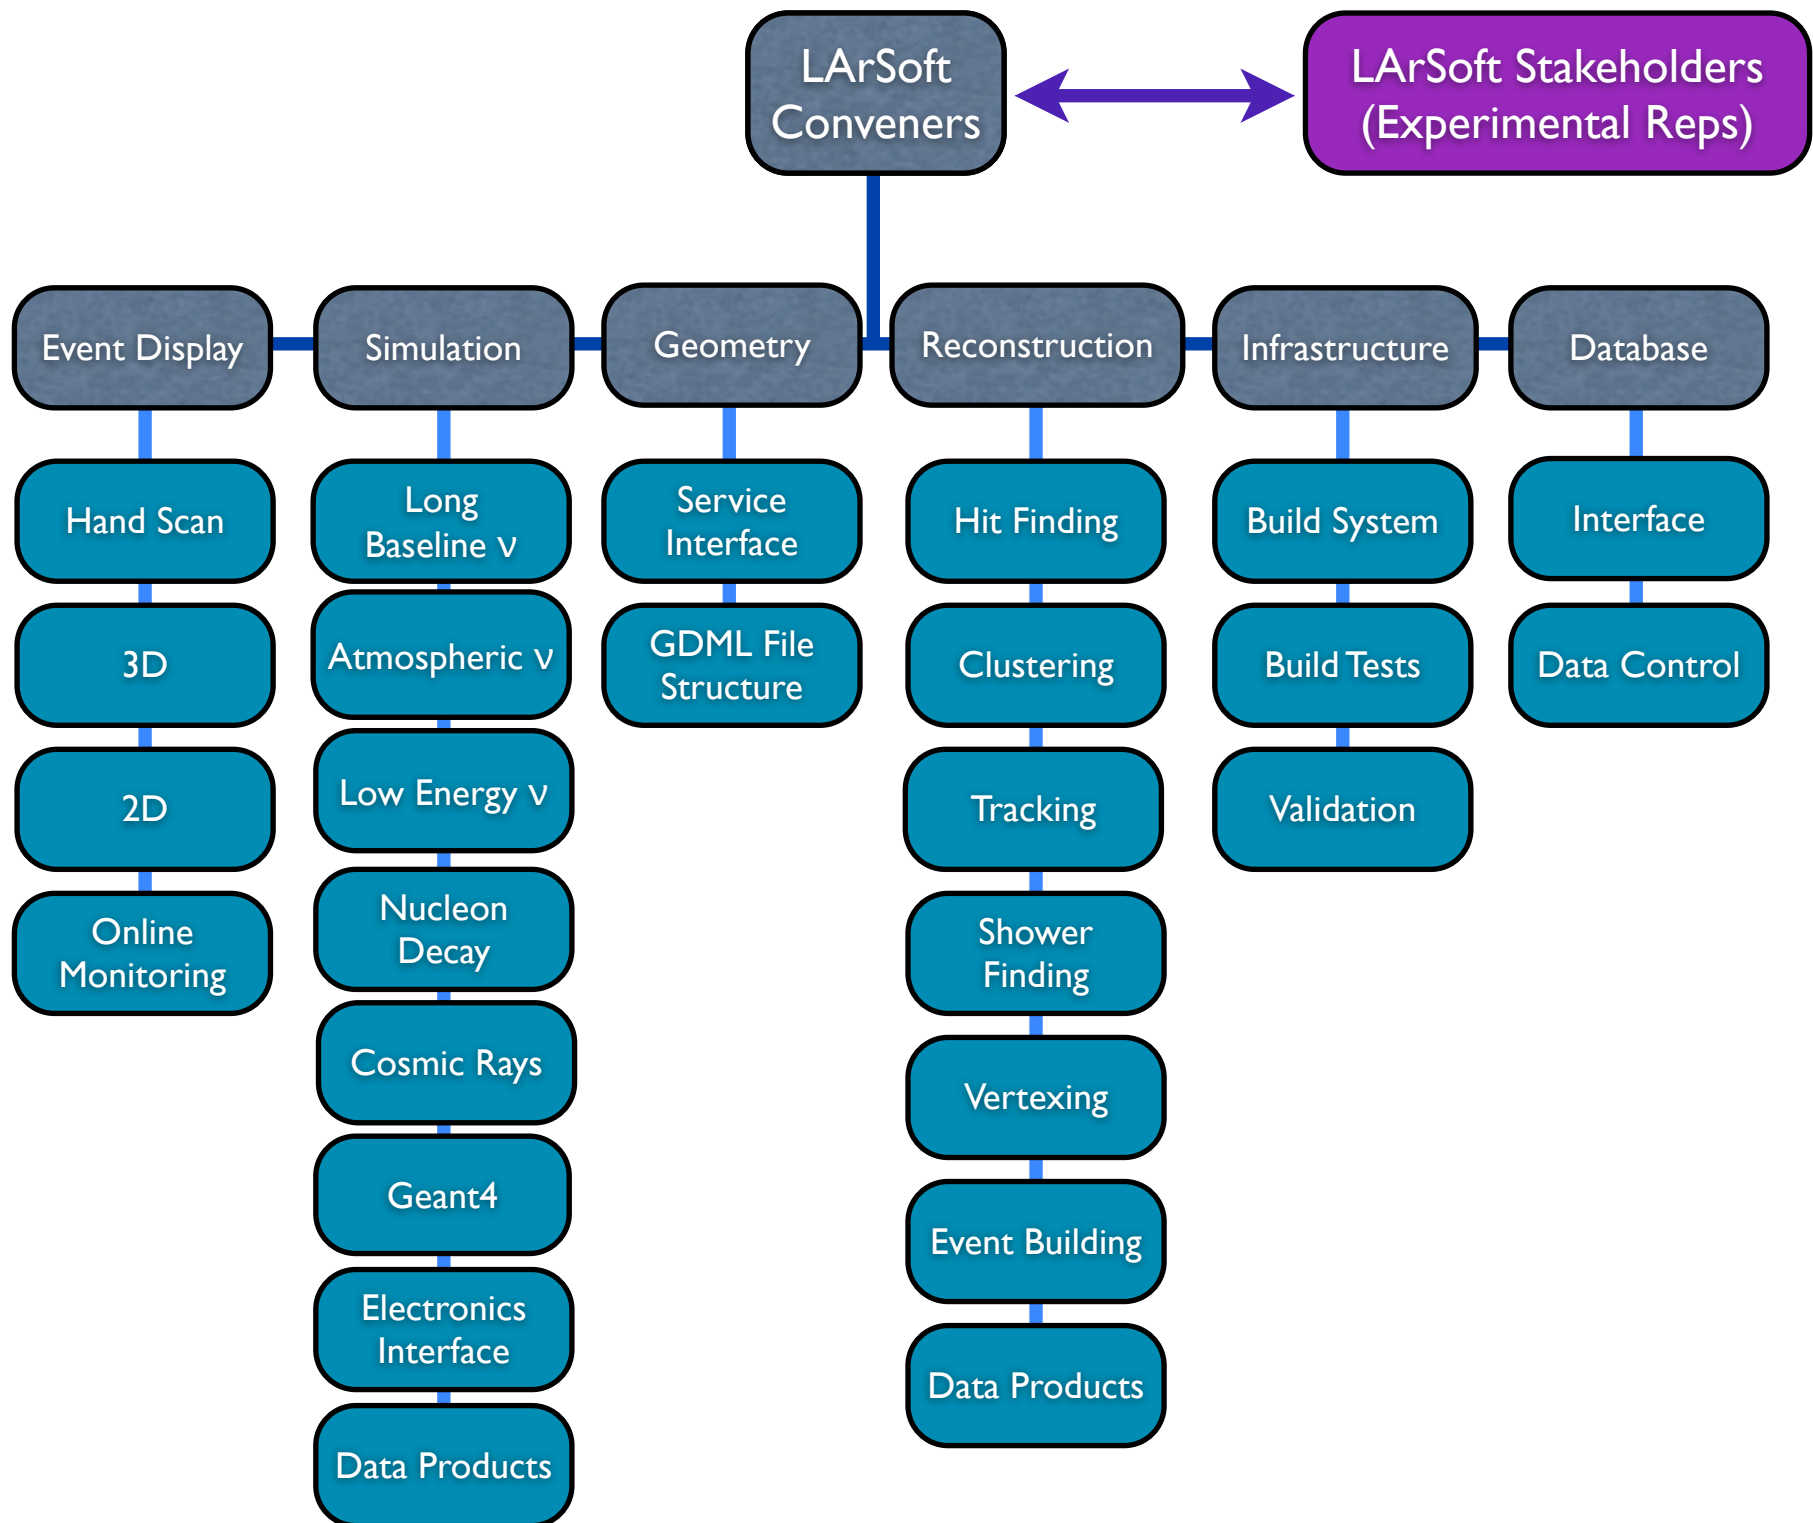 LArSoft
Conveners
LArSoft Stakeholders
(Experimental Reps)
Event Display
Simulation
Geometry
Reconstruction
Infrastructure
Database
Hand Scan
3D
2D
Online
Monitoring
Long
Baseline ν
Atmospheric ν
Low Energy ν
Nucleon
Decay
Cosmic Rays
Geant4
Electronics
Interface
Data Products
Service
Interface
GDML File
Structure
Hit Finding
Clustering
Tracking
Shower
Finding
Vertexing
Event Building
Data Products
Build System
Build Tests
Validation
Interface
Data Control